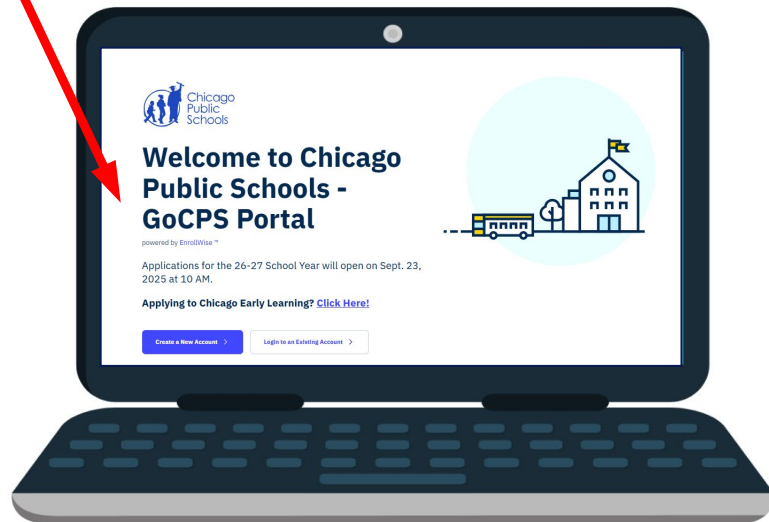 Chicago
Public
Schools
Welcome to Chicago
Public Schools -
GoCPS Portal
powered by EnrollWise ™
Applications for the 26-27 School Year will open on Sept. 23,
2025 at 10 AM.
Applying to Chicago Early Learning? Click Here!
Create a New Account >
Login to an Existing Account >